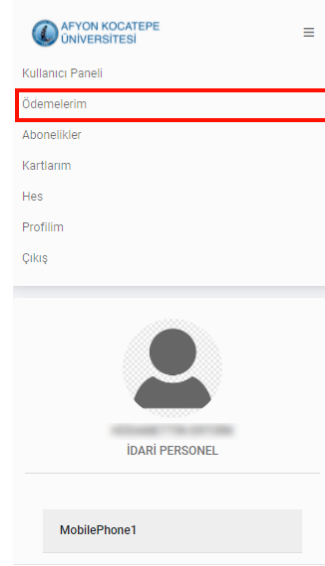 AFYON KOCATEPE
ÜNİVERSİTESİ
Kullanıcı Paneli
Ödemelerim
Abonelikler
Kartlarım
Hes
Profilim
Çıkış
İDARİ PERSONEL
MobilePhone1